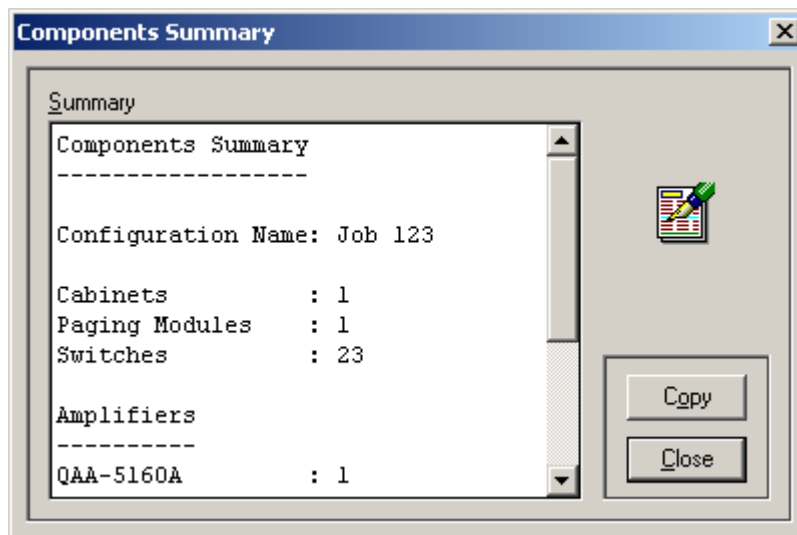 Components Summary
Summary
Components Summary
------------------
Configuration Name: Job 123
Cabinets : 1
Paging Modules : 1
Switches : 23
Amplifiers
----------
QAA-5160A : 1
Copy
Close